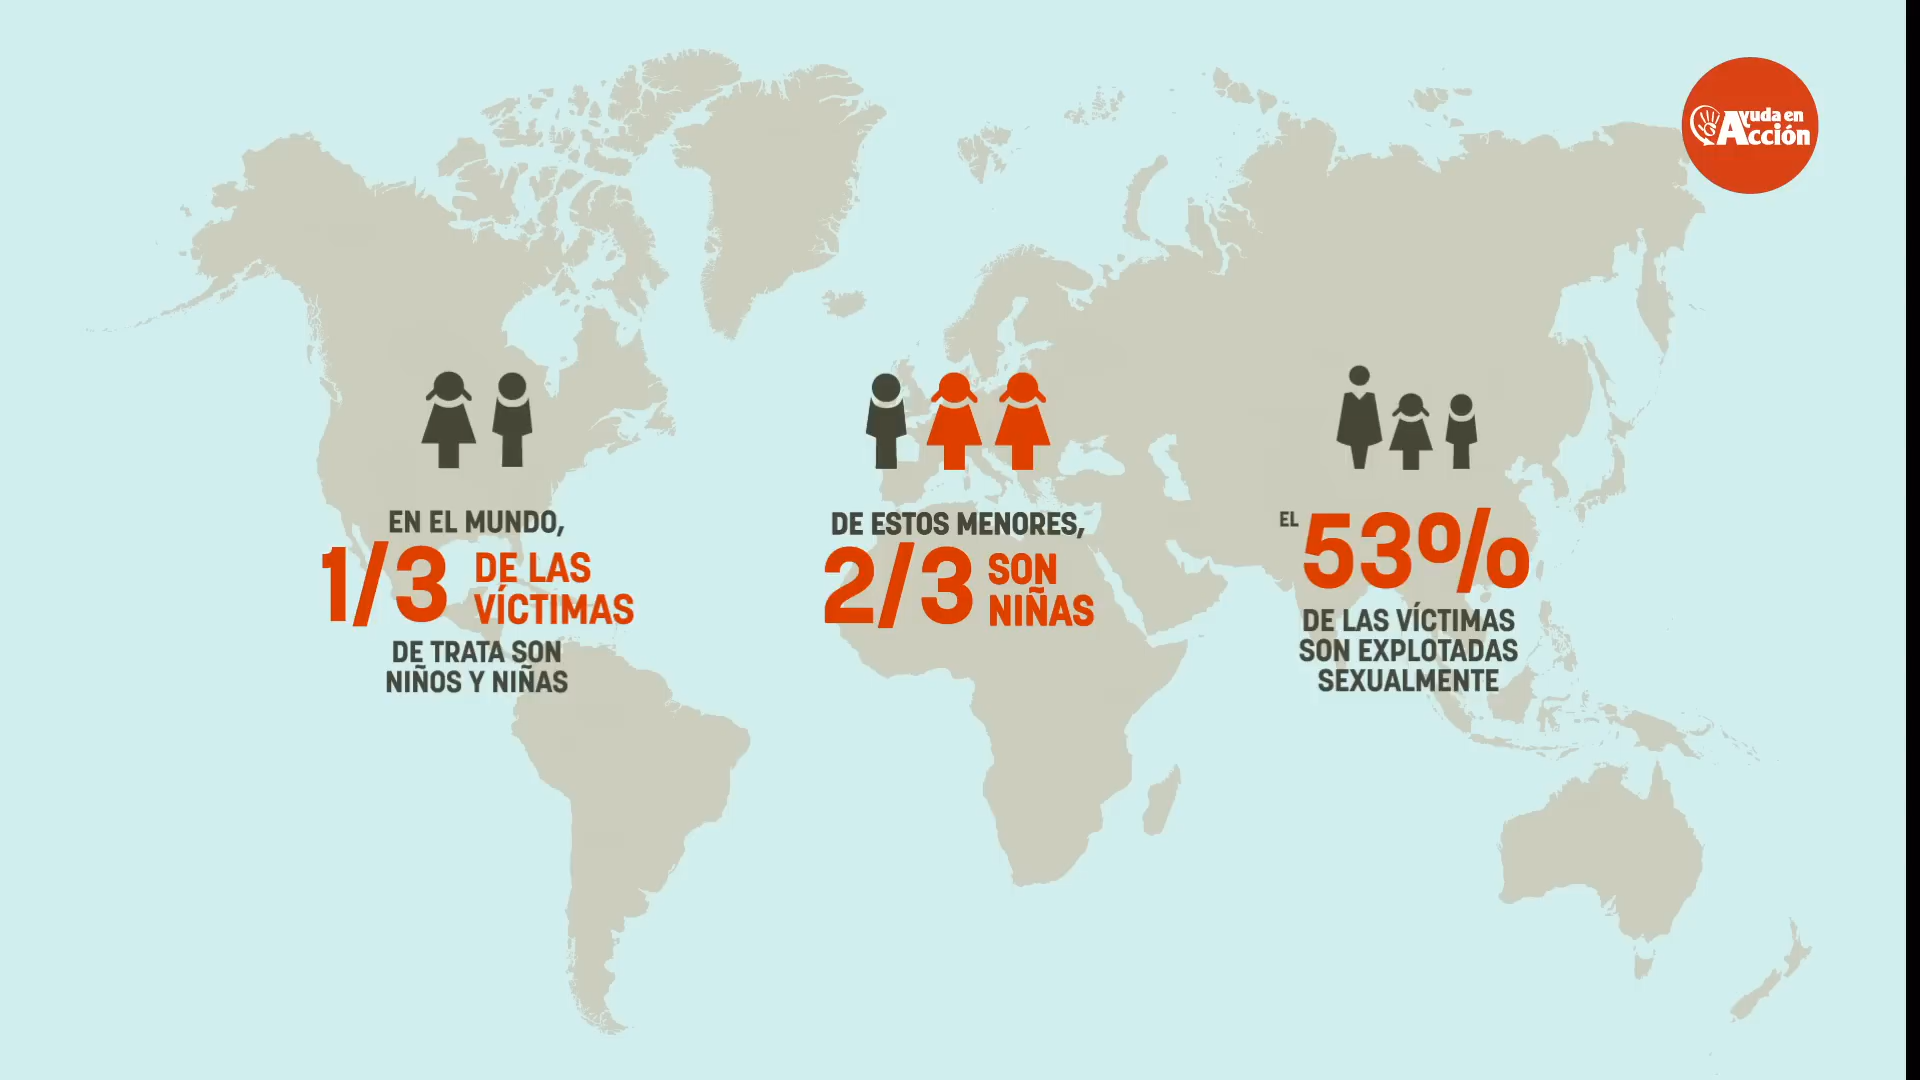 Ayuda en
Acción
EN EL MUNDO,
1/3 DE LAS
VÍCTIMAS
DE TRATA SON
NIÑOS Y NIÑAS
DE ESTOS MENORES,
2/3 SON
NIÑAS
EL 53%
DE LAS VÍCTIMAS
SON EXPLOTADAS
SEXUALMENTE